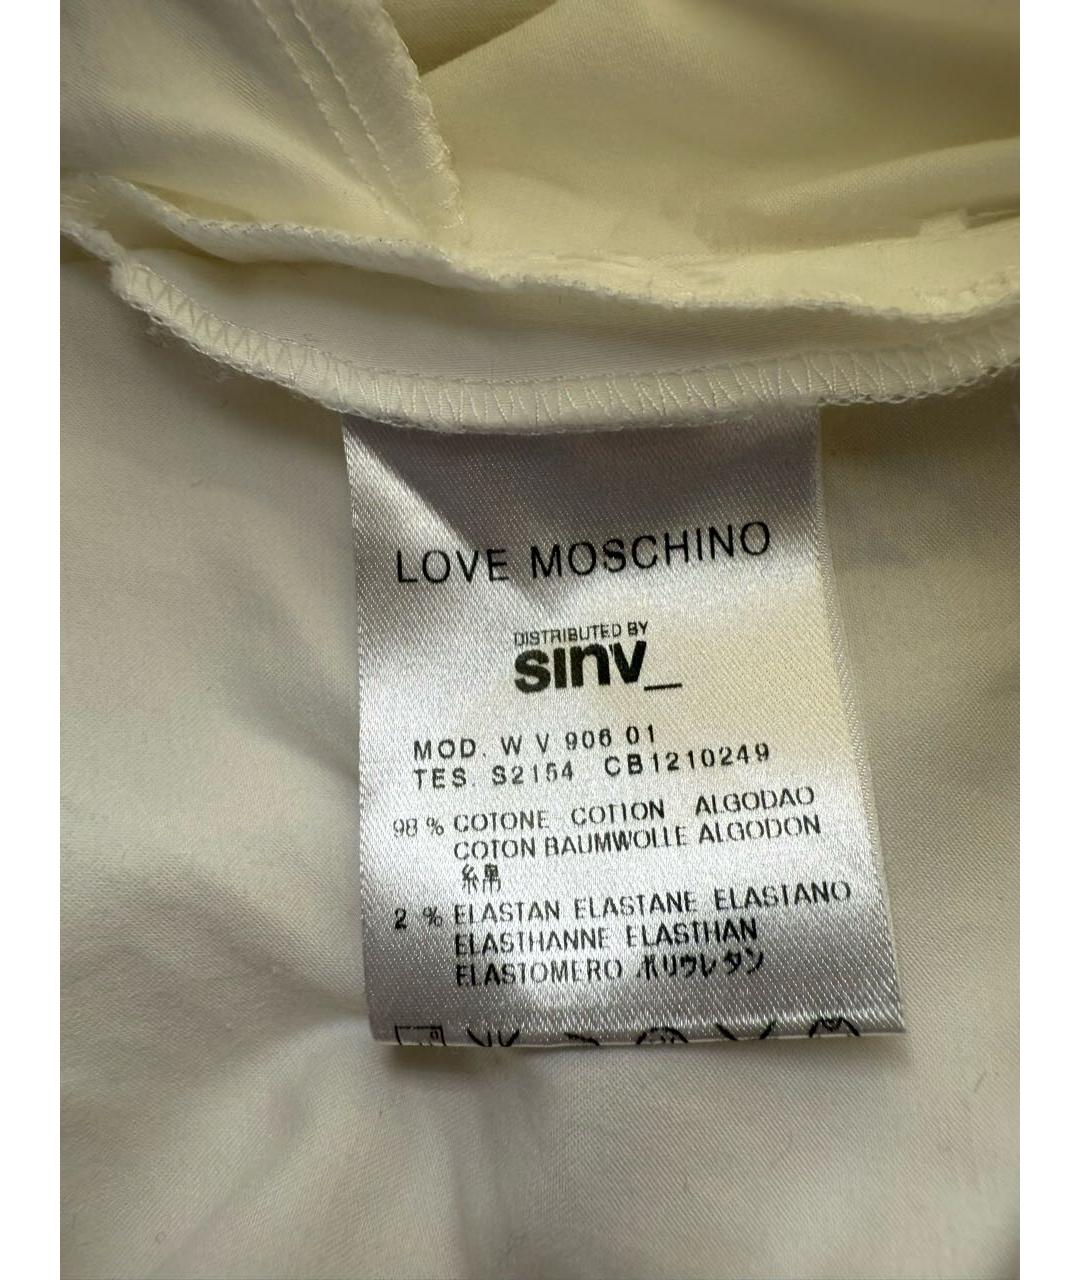 LOVE MOSCHINO
DISTRIBUTED BY
sinv_
MOD. W V 906 01
TES. S2154 CB1210249
98 % COTONE COTTON ALGODAO
COTON BAUMWOLLE ALGODON
綿
2 % ELASTAN ELASTANE ELASTANO
ELASTHANNE ELASTHAN
ELASTOMERO ポリウレタン